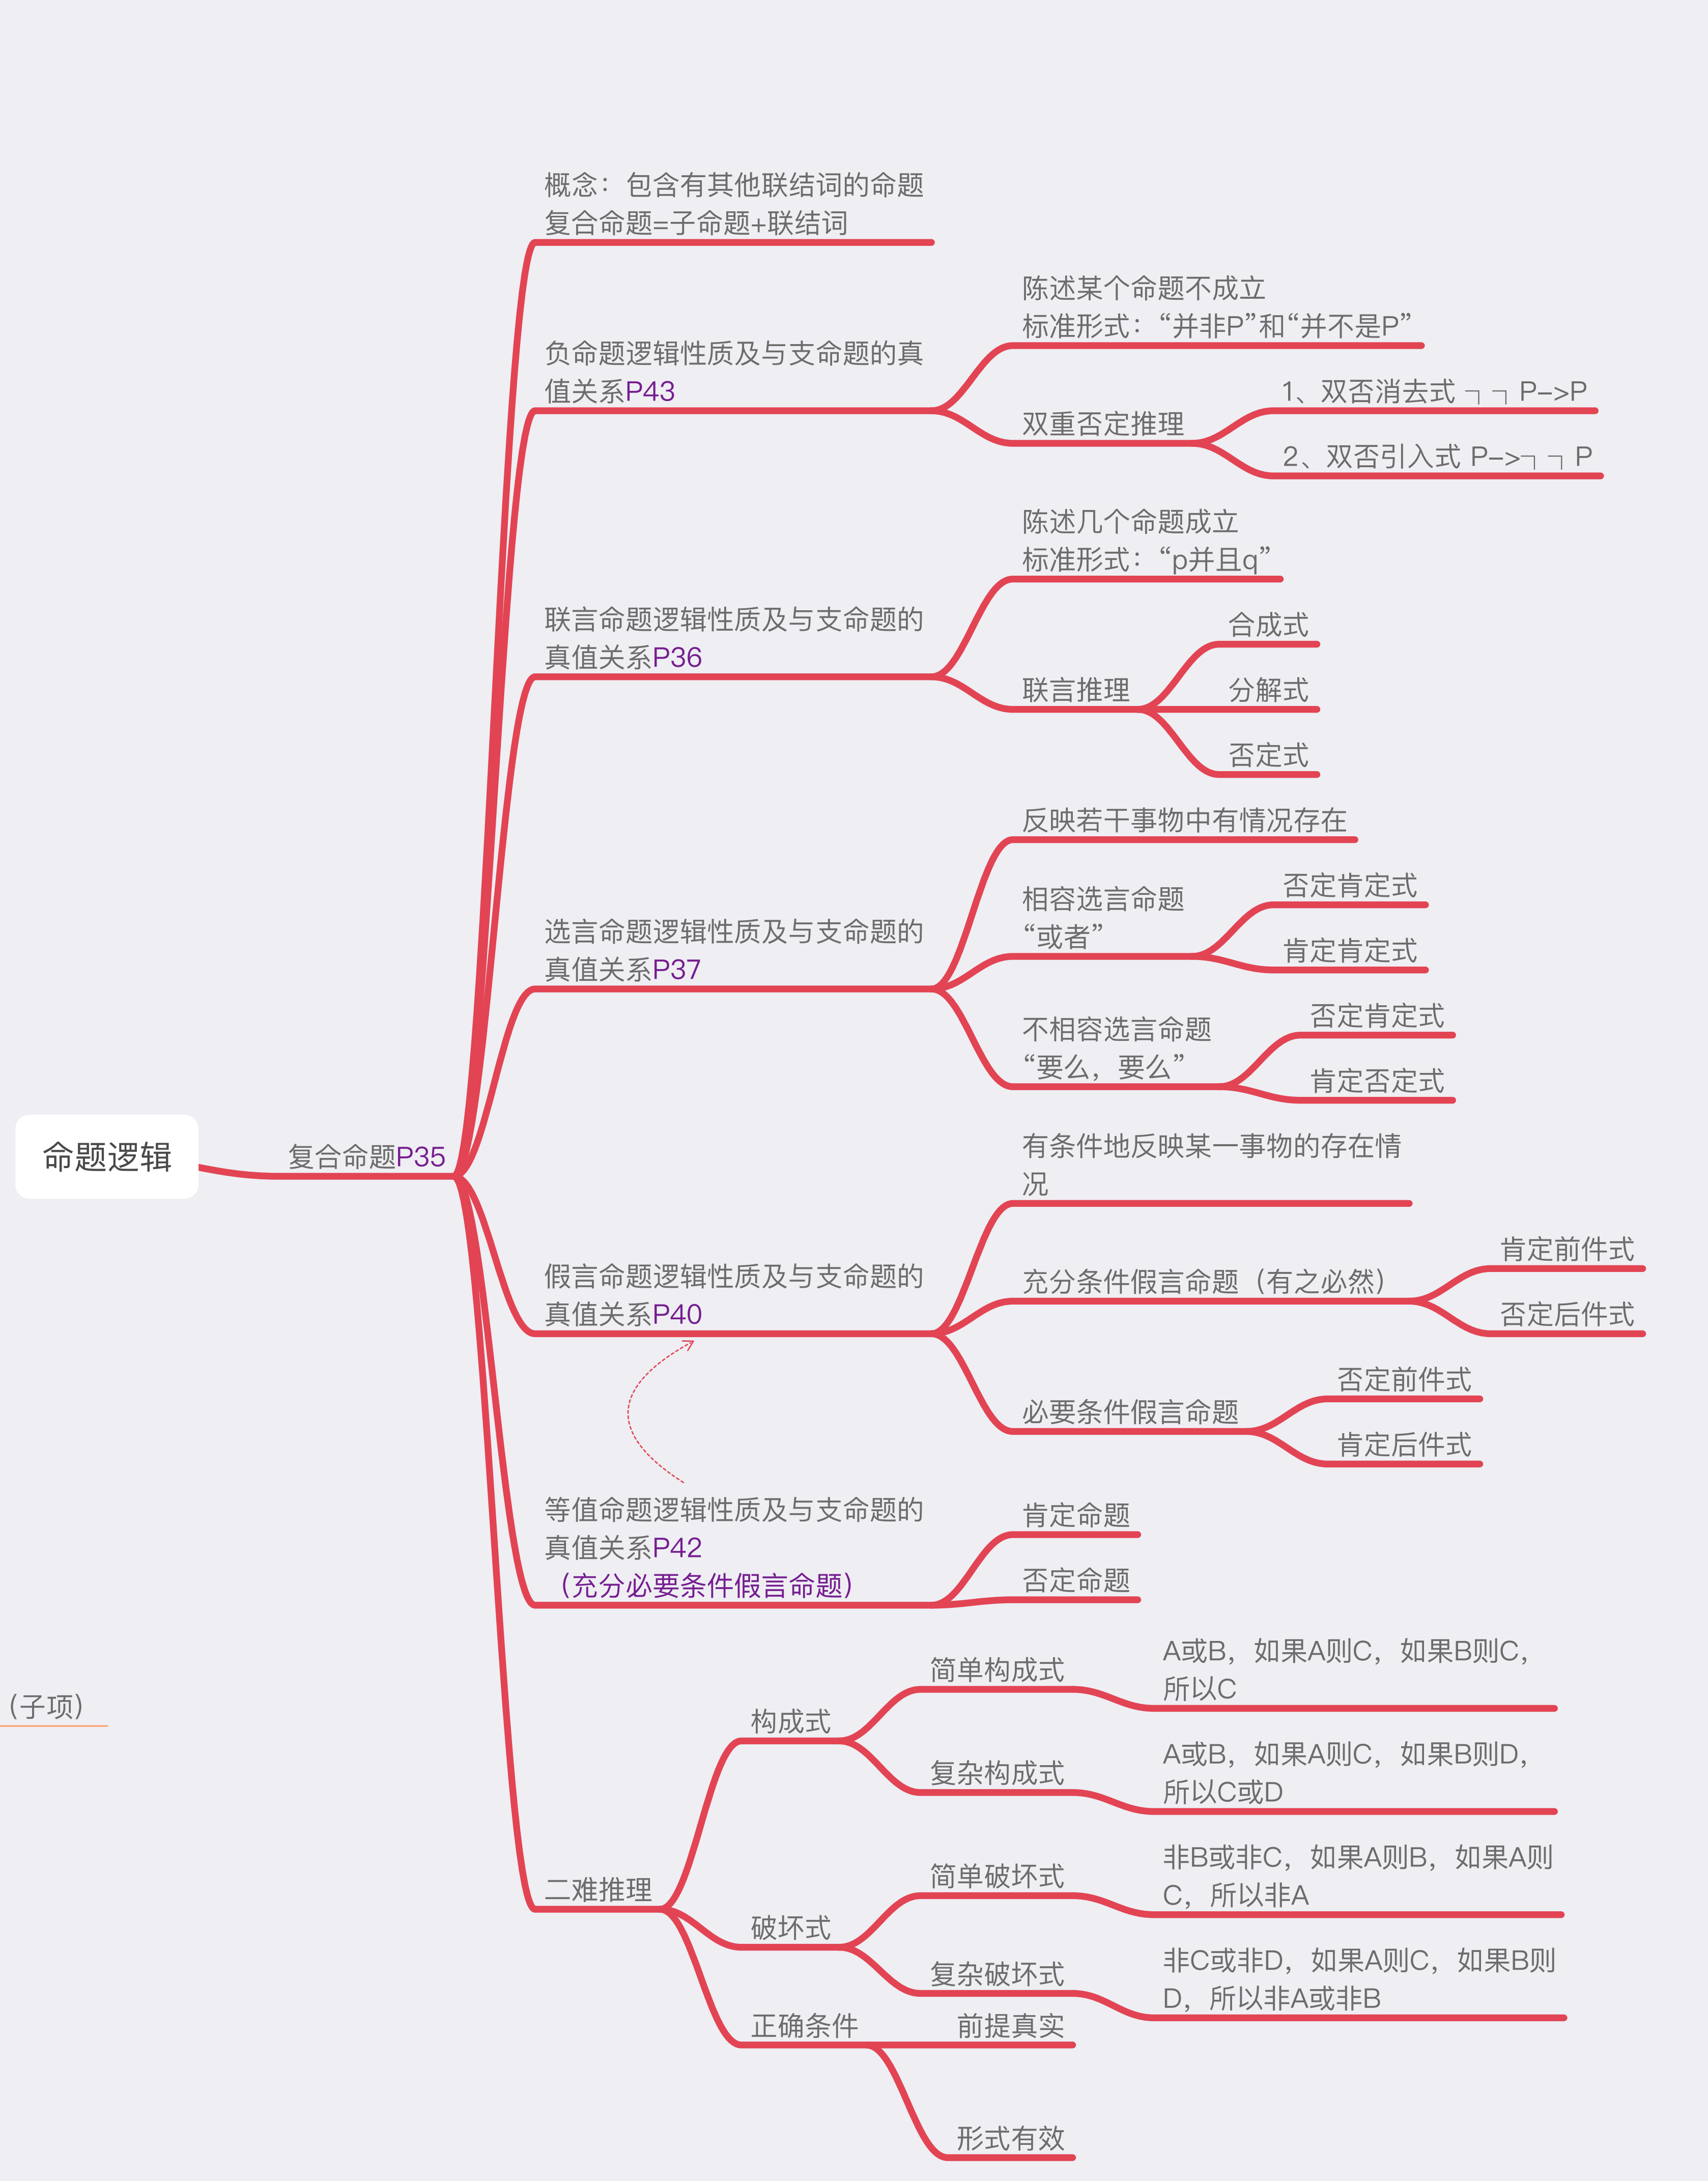 命题逻辑
复合命题P35
概念：包含有其他联结词的命题
复合命题=子命题+联结词
负命题逻辑性质及与支命题的真
值关系P43
陈述某个命题不成立
标准形式：“并非P”和“并不是P”
双重否定推理
1、双否消去式 ┐┐P–>P
2、双否引入式 P–>┐┐P
联言命题逻辑性质及与支命题的
真值关系P36
陈述几个命题成立
标准形式：“p并且q”
联言推理
合成式
分解式
否定式
选言命题逻辑性质及与支命题的
真值关系P37
反映若干事物中有情况存在
相容选言命题
“或者”
否定肯定式
肯定肯定式
不相容选言命题
“要么，要么”
否定肯定式
肯定否定式
假言命题逻辑性质及与支命题的
真值关系P40
有条件地反映某一事物的存在情
况
充分条件假言命题（有之必然）
肯定前件式
否定后件式
必要条件假言命题
否定前件式
肯定后件式
等值命题逻辑性质及与支命题的
真值关系P42
（充分必要条件假言命题）
肯定命题
否定命题
二难推理
构成式
简单构成式
A或B，如果A则C，如果B则C，
所以C
复杂构成式
A或B，如果A则C，如果B则D，
所以C或D
破坏式
简单破坏式
非B或非C，如果A则B，如果A则
C，所以非A
复杂破坏式
非C或非D，如果A则C，如果B则
D，所以非A或非B
正确条件
前提真实
形式有效
（子项）